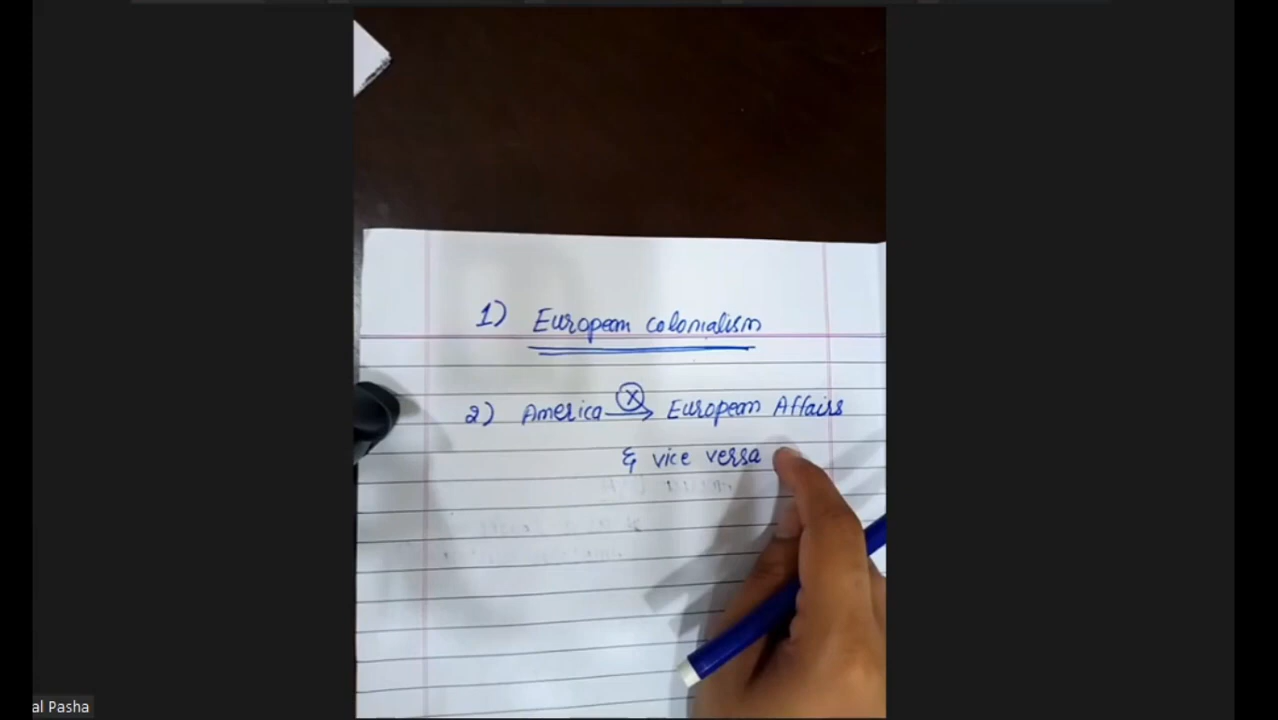 1) European colonialism
2) America → European Affairs
X
& vice versa
al Pasha